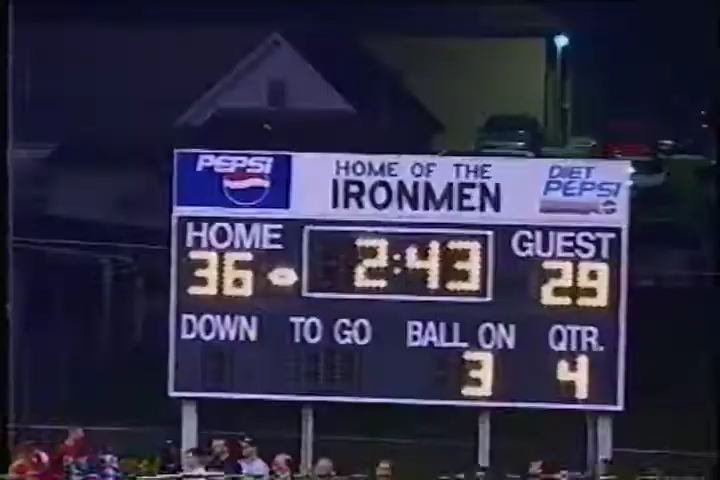 PEPSI
HOME OF THE
IRONMEN
DIET
PEPSI
HOME 2:43 GUEST
36 29
DOWN TO GO BALL ON QTR.
3 4